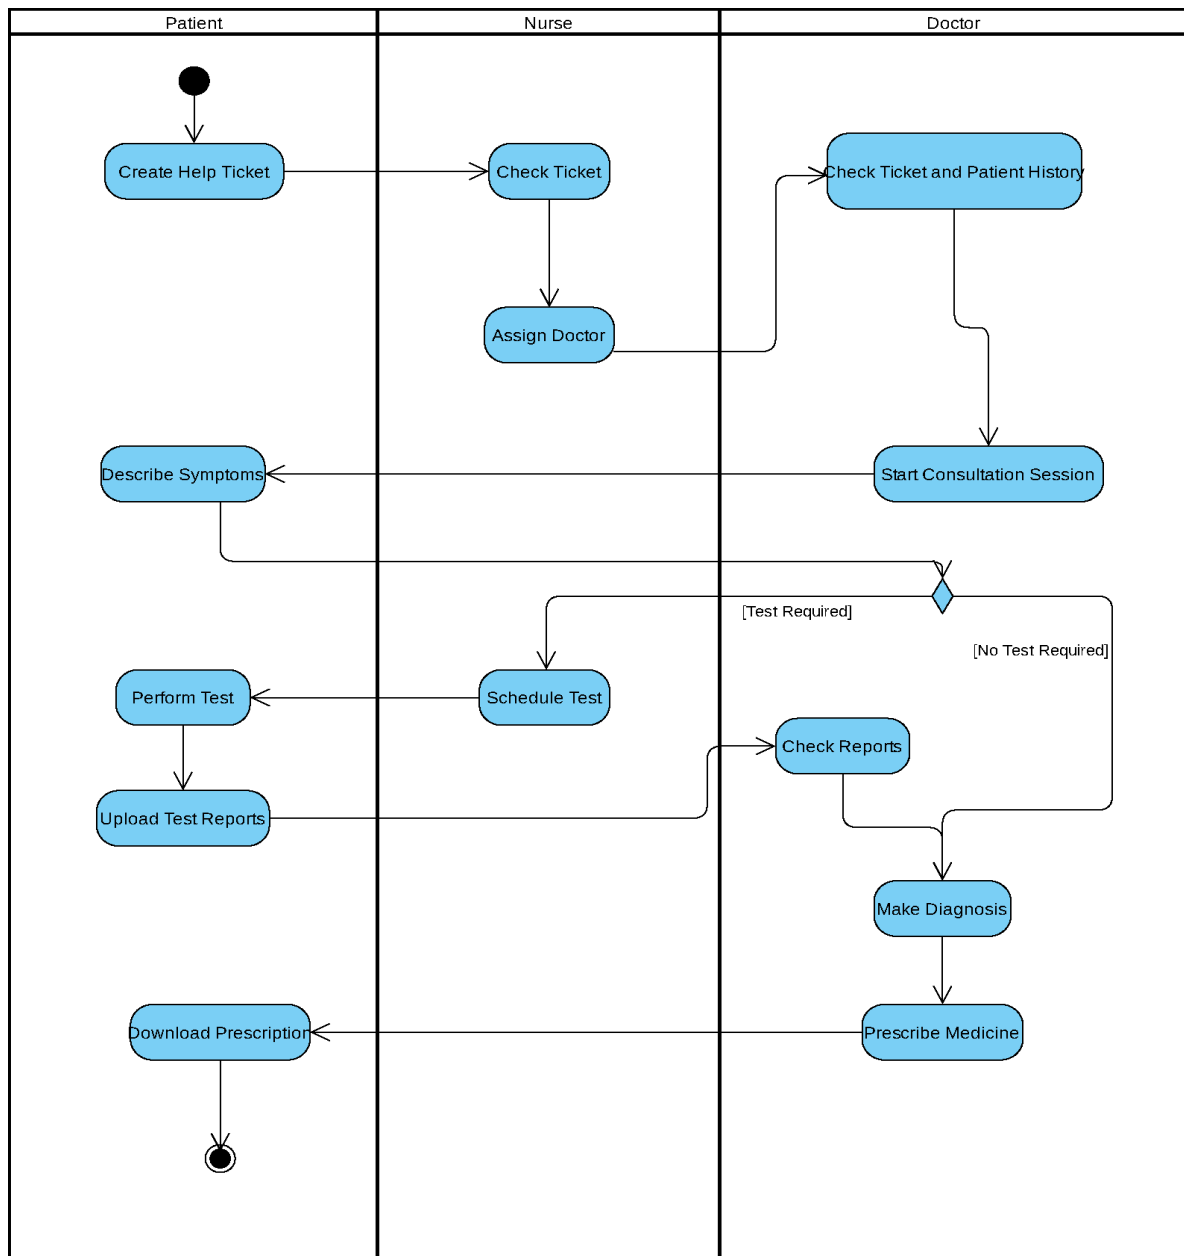 Patient
Nurse
Doctor
Create Help Ticket
Check Ticket
Check Ticket and Patient History
Assign Doctor
Describe Symptoms
Start Consultation Session
[Test Required]
[No Test Required]
Perform Test
Schedule Test
Check Reports
Upload Test Reports
Make Diagnosis
Download Prescription
Prescribe Medicine